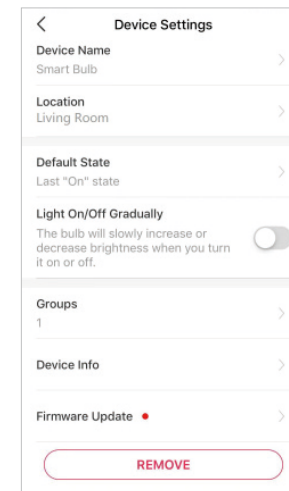 Device Settings
Device Name
Smart Bulb
Location
Living Room
Default State
Last "On" state
Light On/Off Gradually
The bulb will slowly increase or
decrease brightness when you turn
it on or off.
Groups
1
Device Info
Firmware Update
REMOVE